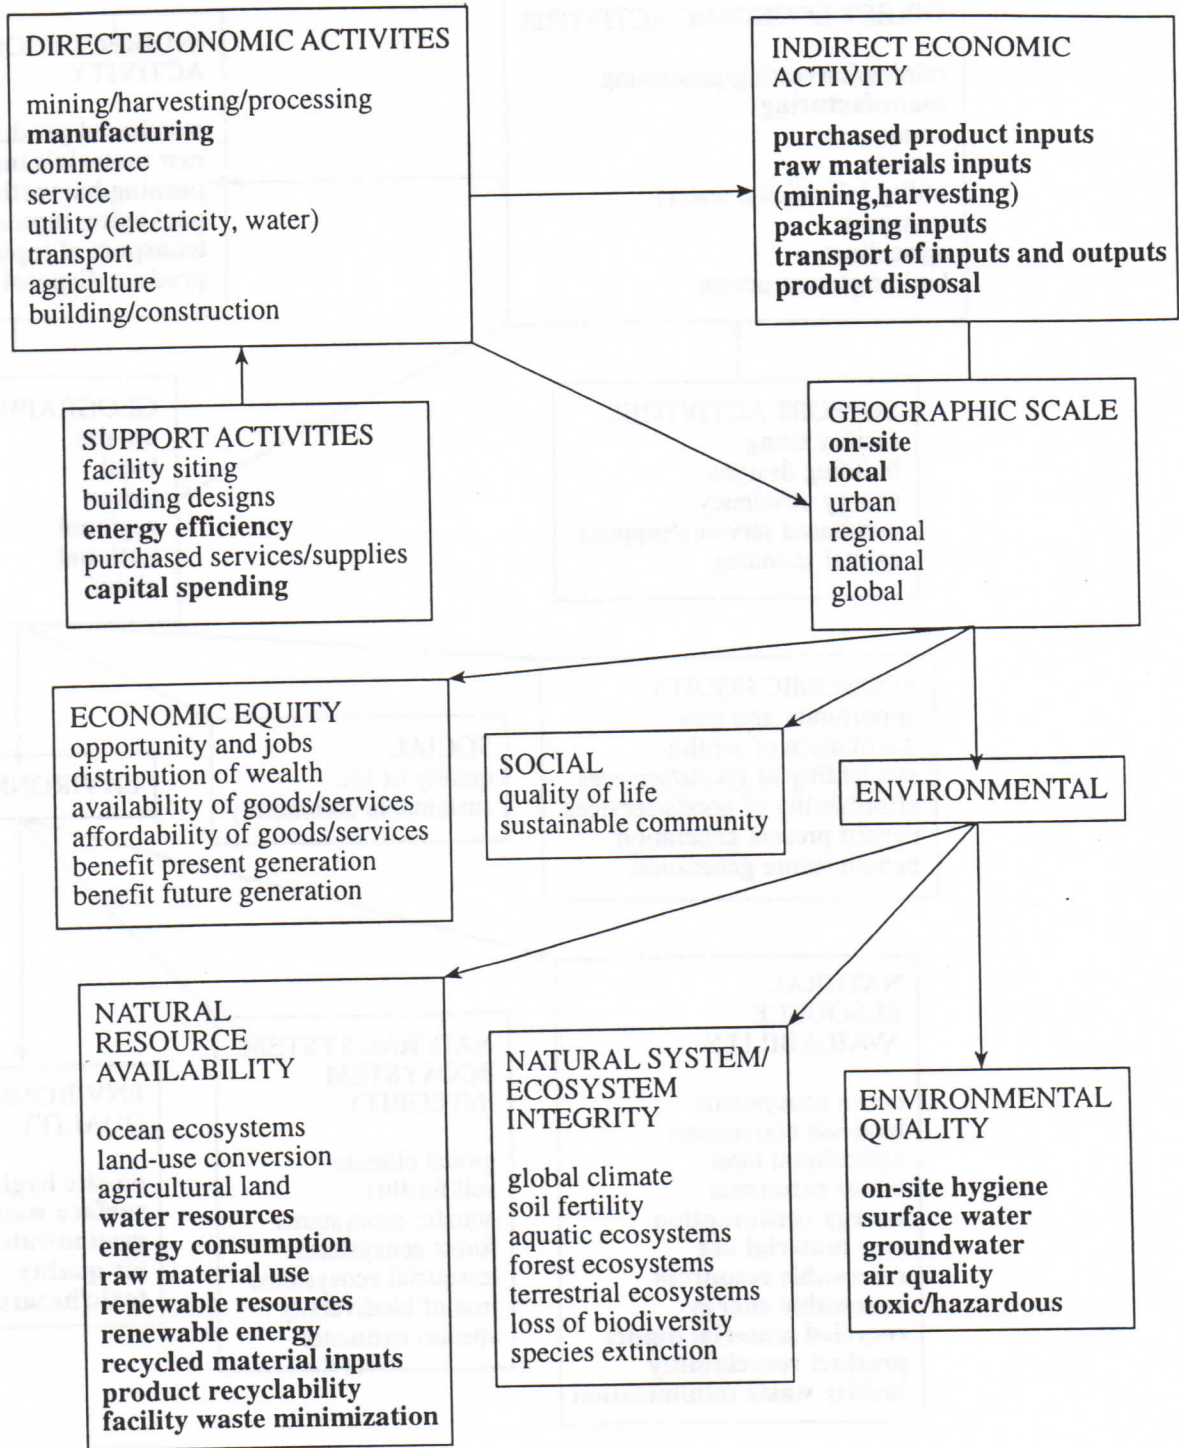 DIRECT ECONOMIC ACTIVITES
mining/harvesting/processing
manufacturing
commerce
service
utility (electricity, water)
transport
agriculture
building/construction
INDIRECT ECONOMIC
ACTIVITY
purchased product inputs
raw materials inputs
(mining,harvesting)
packaging inputs
transport of inputs and outputs
product disposal
SUPPORT ACTIVITIES
facility siting
building designs
energy efficiency
purchased services/supplies
capital spending
GEOGRAPHIC SCALE
on-site
local
urban
regional
national
global
ECONOMIC EQUITY
opportunity and jobs
distribution of wealth
availability of goods/services
affordability of goods/services
benefit present generation
benefit future generation
SOCIAL
quality of life
sustainable community
ENVIRONMENTAL
NATURAL
RESOURCE
AVAILABILITY
ocean ecosystems
land-use conversion
agricultural land
water resources
energy consumption
raw material use
renewable resources
renewable energy
recycled material inputs
product recyclability
facility waste minimization
NATURAL SYSTEM/
ECOSYSTEM
INTEGRITY
global climate
soil fertility
aquatic ecosystems
forest ecosystems
terrestrial ecosystems
loss of biodiversity
species extinction
ENVIRONMENTAL
QUALITY
on-site hygiene
surface water
groundwater
air quality
toxic/hazardous